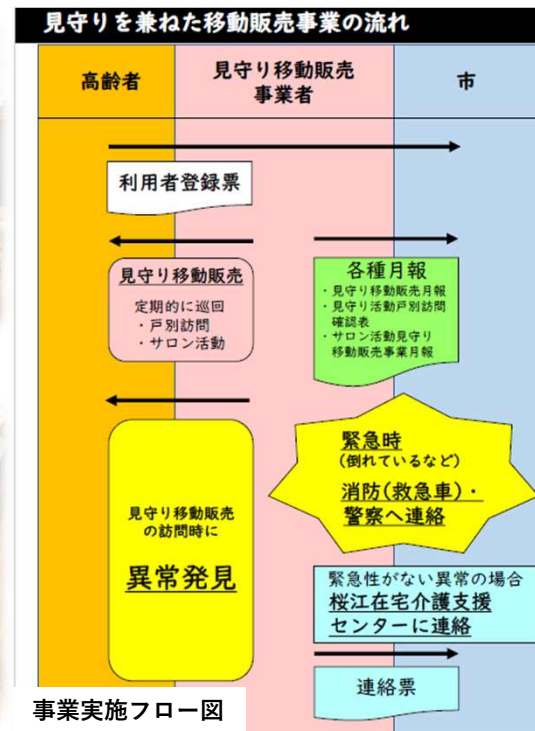 見守りを兼ねた移動販売事業の流れ
高齢者
見守り移動販売
事業者
市
利用者登録票
見守り移動販売
定期的に巡回
・戸別訪問
・サロン活動
各種月報
・見守り移動販売月報
・見守り活動戸別訪問
確認表
・サロン活動見守り
移動販売事業月報
見守り移動販売
の訪問時に
異常発見
緊急時
(倒れているなど)
消防(救急車)・
警察へ連絡
緊急性がない異常の場合
桜江在宅介護支援
センターに連絡
連絡票
事業実施フロー図